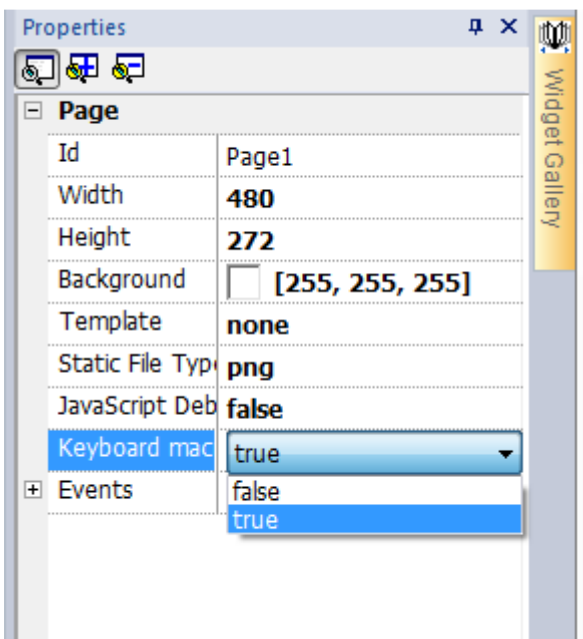 Properties
Page
Id Page1
Width 480
Height 272
Background [255, 255, 255]
Template none
Static File Typ png
JavaScript Deb false
Keyboard mac true
Events false
true
Widget Gallery